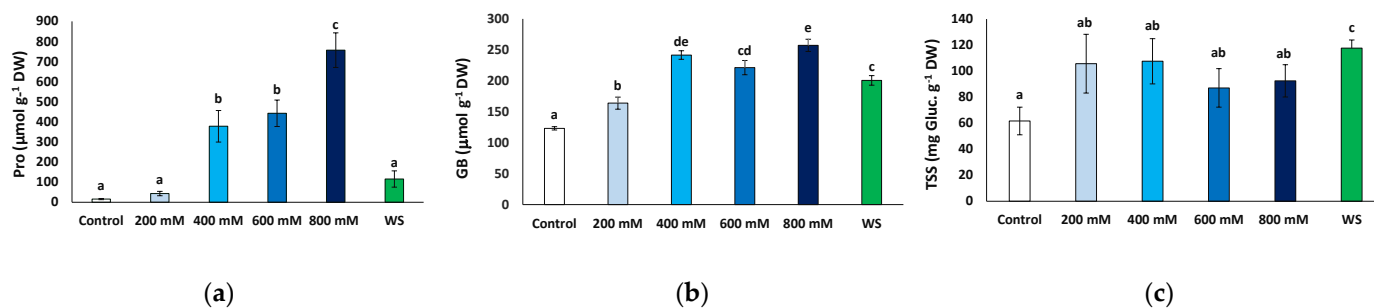 Pro (µmol g⁻¹ DW)
900
800
700
600
500
400
300
200
100
0
a
a
b
b
c
a
Control 200 mM 400 mM 600 mM 800 mM WS
(a)
GB (µmol g⁻¹ DW)
300
250
200
150
100
50
0
a
b
de
cd
e
c
Control 200 mM 400 mM 600 mM 800 mM WS
(b)
TSS (mg Gluc. g⁻¹ DW)
140.
120
100
80
60
40
20
0
a
ab
ab
ab
ab
c
Control 200 mM 400 mM 600 mM 800 mM WS
(c)